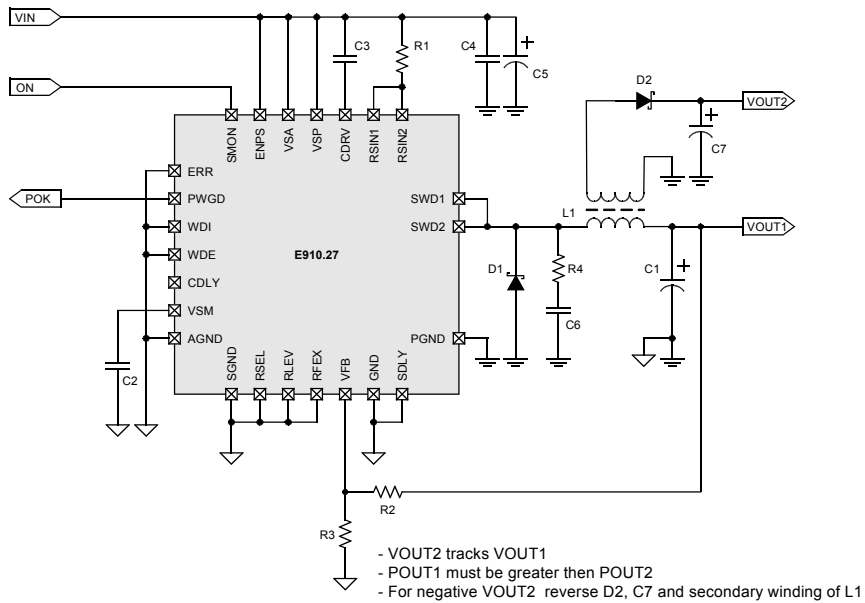 VIN
C3
R1
C4
C5
ON
D2
VOUT2
C7
SMON
ENPS
VSA
VSP
CDRV
RSIN1
RSIN2
ERR
POK
PWGD
SWD1
L1
WDI
SWD2
VOUT1
WDE
E910.27
D1
R4
C1
CDLY
VSM
C6
AGND
PGND
C2
SGND
RSEL
RLEV
RFEX
VFB
GND
SDLY
R2
R3
- VOUT2 tracks VOUT1
- POUT1 must be greater then POUT2
- For negative VOUT2 reverse D2, C7 and secondary winding of L1